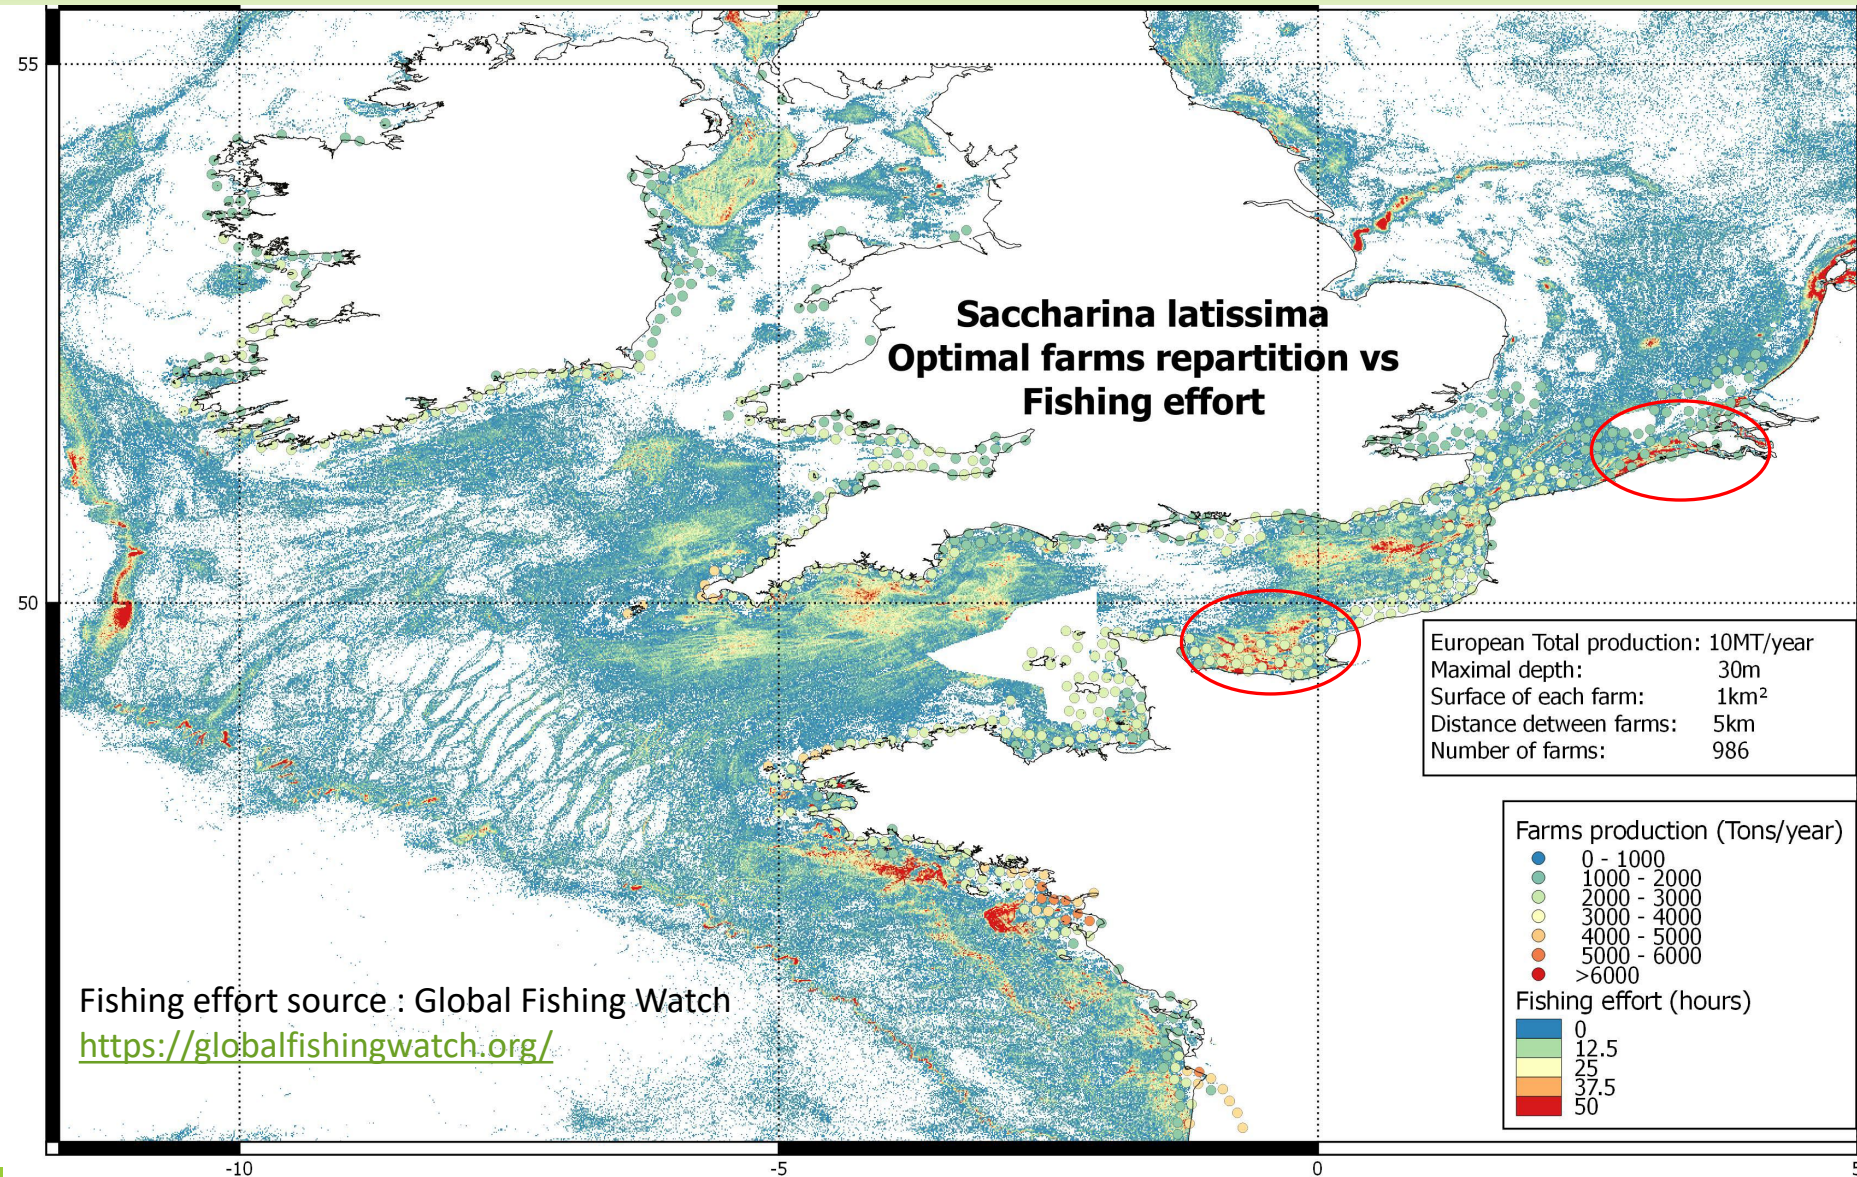 55
50
Saccharina latissima
Optimal farms repartition vs
Fishing effort
European Total production: 10MT/year
Maximal depth: 30m
Surface of each farm: 1km²
Distance detween farms: 5km
Number of farms: 986
Farms production (Tons/year)
0 - 1000
1000 - 2000
2000 - 3000
3000 - 4000
4000 - 5000
5000 - 6000
>6000
Fishing effort (hours)
0
12.5
25
37.5
50
Fishing effort source : Global Fishing Watch
https://globalfishingwatch.org/
-10
-5
0
5